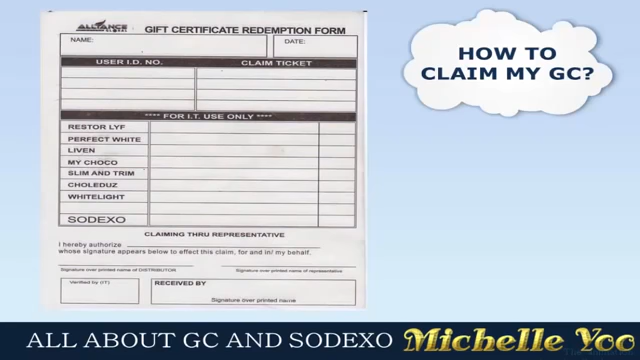 ALLIANCE
GLOBAL
GIFT CERTIFICATE REDEMPTION FORM
NAME:
DATE:
USER I.D. NO.
CLAIM TICKET
**** FOR I.T. USE ONLY ****
RESTOR LYF
PERFECT WHITE
LIVEN
MY CHOCO
SLIM AND TRIM
CHOLEDUZ
WHITELIGHT
SODEXO
CLAIMING THRU REPRESENTATIVE
I hereby authorize
whose signature appears below to effect this claim, for and in/ my behalf.
Signature over printed name of DISTRIBUTOR
Signature over printed name of representative
Verified by (IT)
RECEIVED BY
Signature over printed name
HOW TO
CLAIM MY GC?
ALL ABOUT GC AND SODEXO
Michelle Yoo